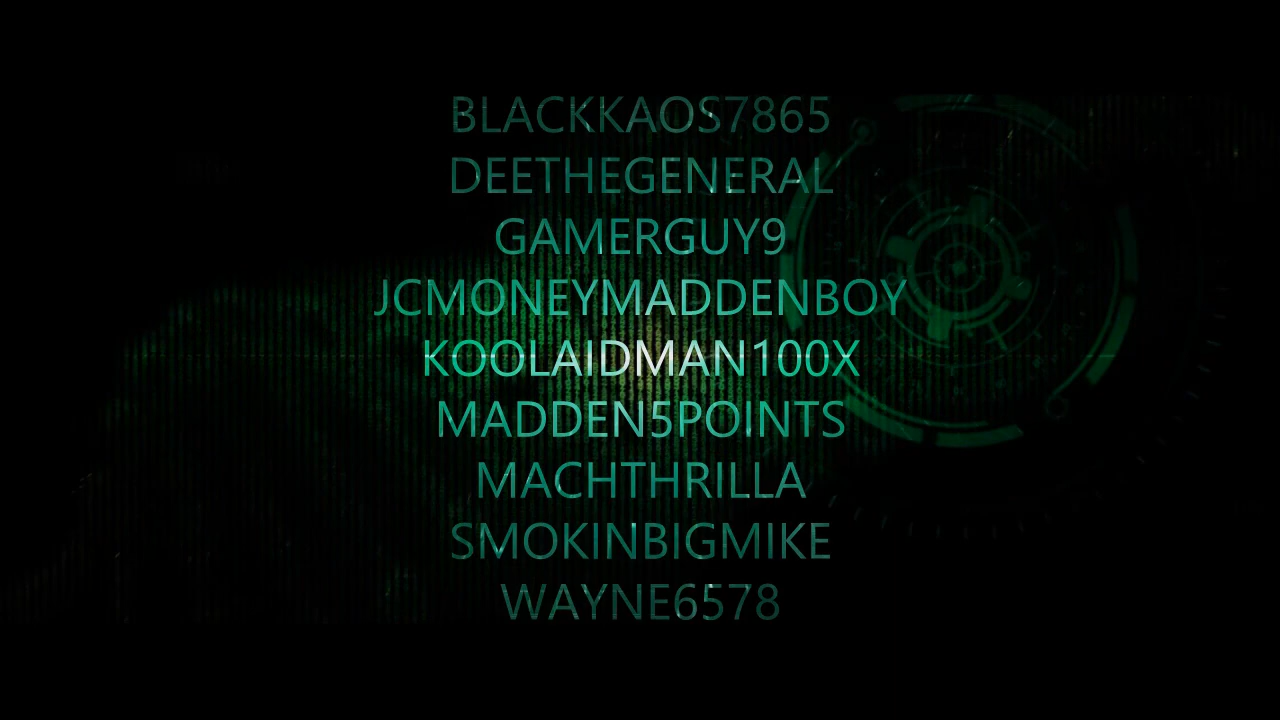 BLACKKAOS7865
DEETHEGENERAL
GAMERGUY9
JCMONEYMADDENBOY
KOOLAIDMAN100X
MADDEN5POINTS
MACHTHRILLA
SMOKINBIGMIKE
WAYNE6578